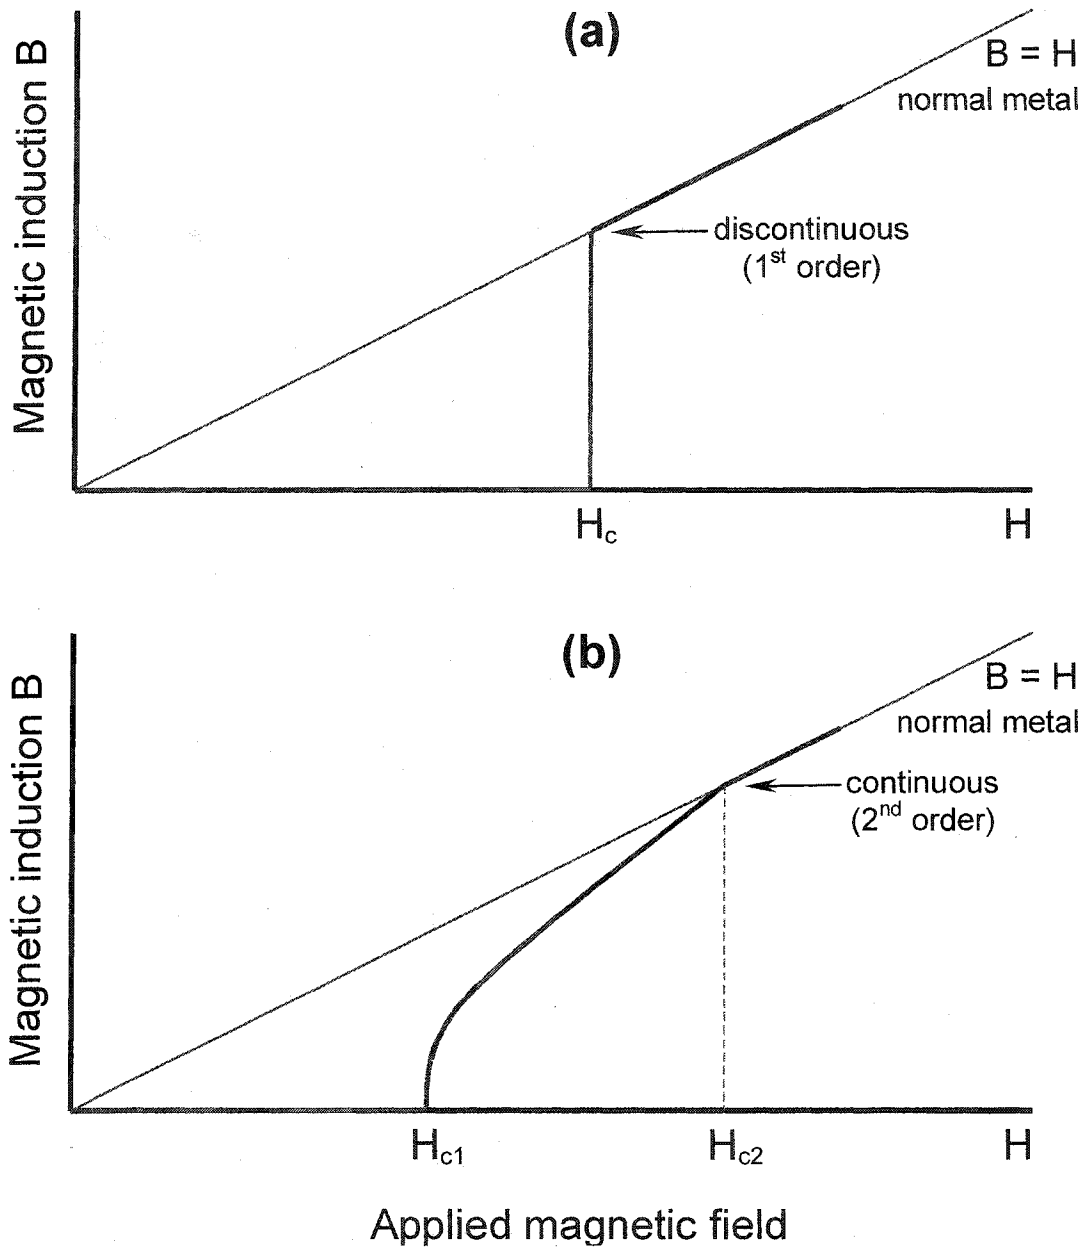 (a)
Magnetic induction B
B = H
normal metal
discontinuous
(1st order)
Hc
H
(b)
Magnetic induction B
B = H
normal metal
continuous
(2nd order)
Hc1
Hc2
H
Applied magnetic field